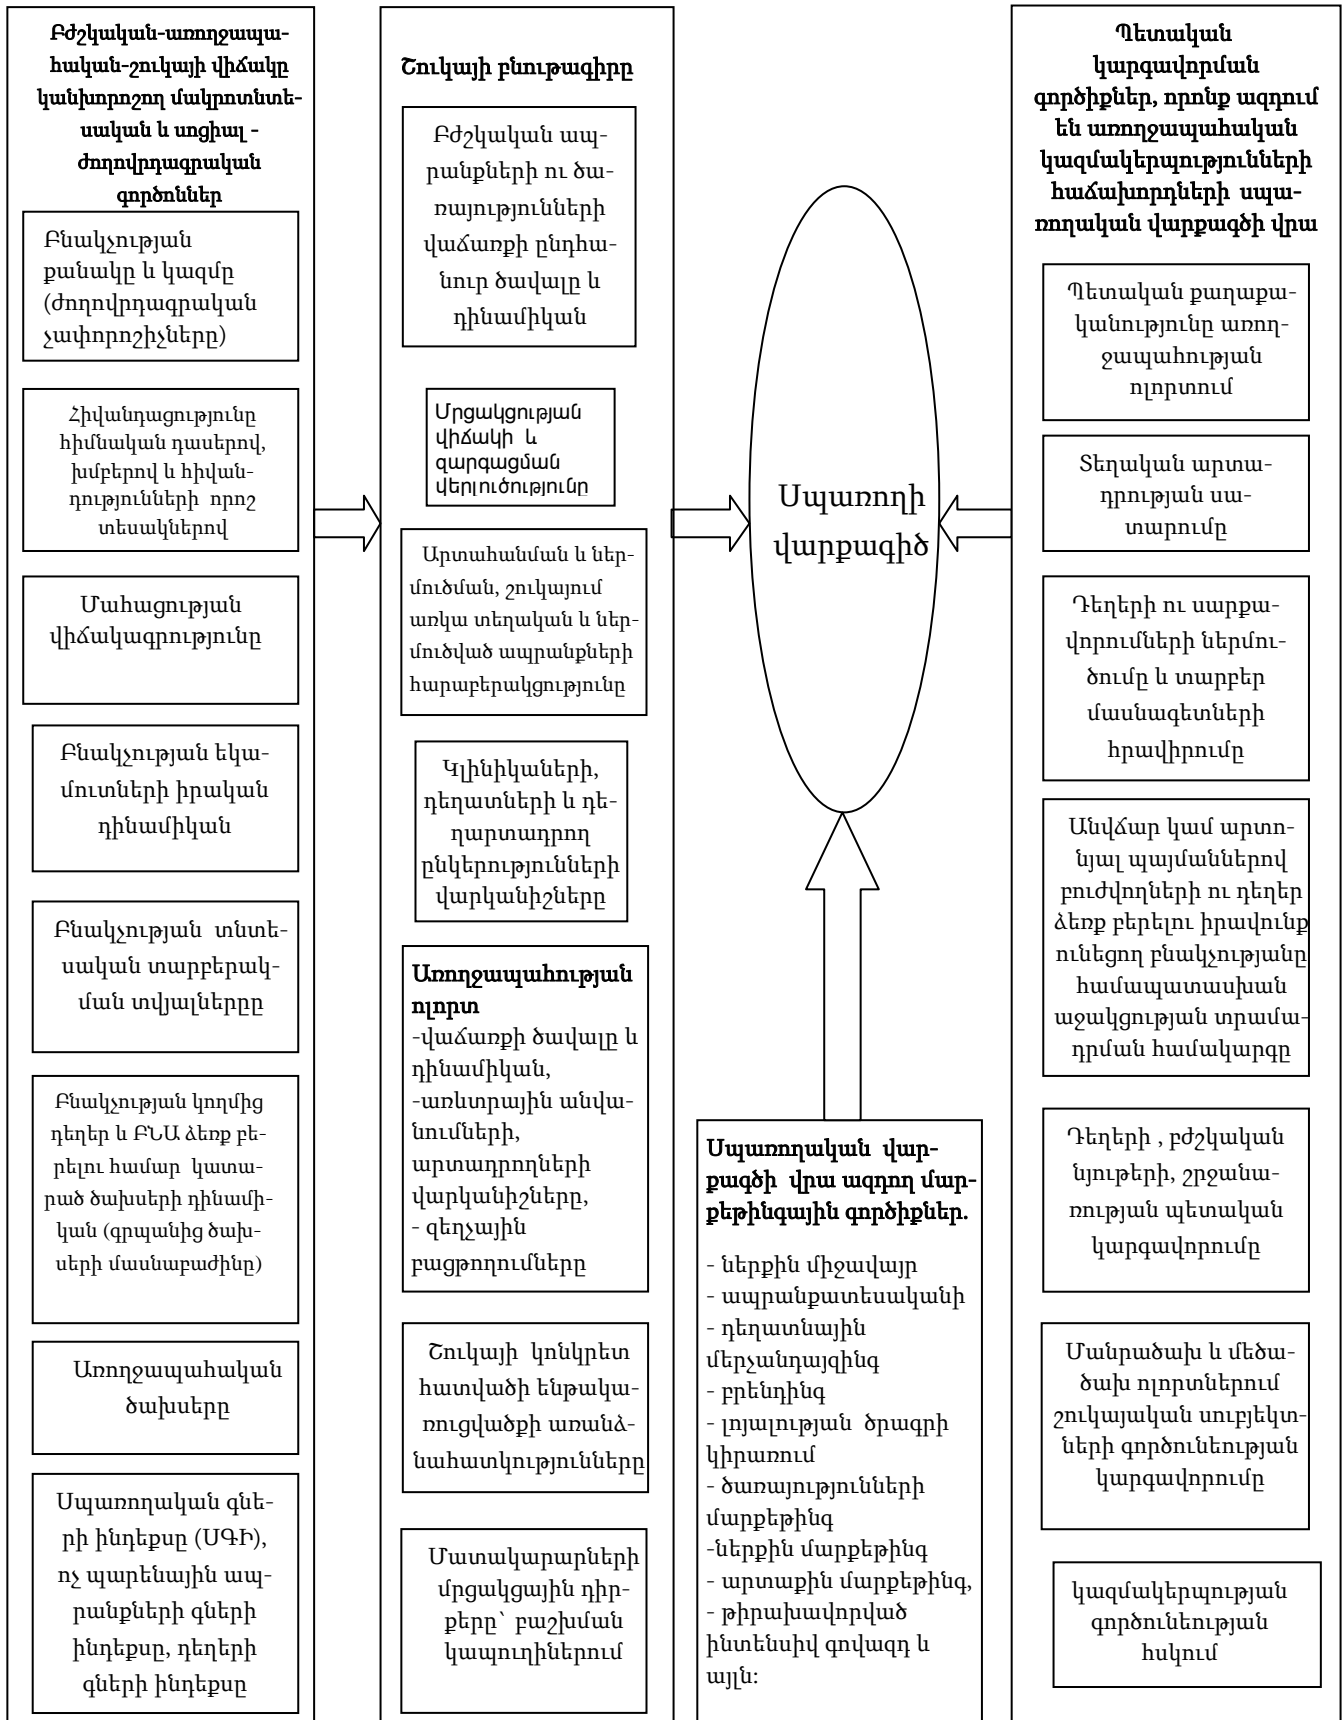 Բժշկական-առողջապա-
հական-շուկայի վիճակը
կանխորոշող մակրոտնտե-
սական և սոցիալ -
ժողովրդագրական
գործոններ
Բնակչության
քանակը և կազմը
(ժողովրդագրական
չափորոշիչները)
Հիվանդացությունը
հիմնական դասերով,
խմբերով և հիվան-
դությունների որոշ
տեսակներով
Մահացության
վիճակագրությունը
Բնակչության եկա-
մուտների իրական
դինամիկան
Բնակչության տնտե-
սական տարբերակ-
ման տվյալներըը
Բնակչության կողմից
դեղեր և ԲՆԱ ձեռք բե-
րելու համար կատա-
րած ծախսերի դինամի-
կան (գրպանից ծախ-
սերի մասնաբաժինը)
Առողջապահական
ծախսերը
Սպառողական գնե-
րի ինդեքսը (ՍԳԻ),
ոչ պարենային ապ-
րանքների գների
ինդեքսը, դեղերի
գների ինդեքսը
Շուկայի բնութագիրը
Բժշկական ապ-
րանքների ու ծա-
ռայությունների
վաճառքի ընդհա-
նուր ծավալը և
դինամիկան
Մրցակցության
վիճակի և
զարգացման
վերլուծությունը
Արտահանման և ներ-
մուծման, շուկայում
առկա տեղական և ներ-
մուծված ապրանքների
հարաբերակցությունը
Կլինիկաների,
դեղատների և դե-
ղարտադրող
ընկերությունների
վարկանիշները
Առողջապահության
ոլորտ
-վաճառքի ծավալը և
դինամիկան,
-առևտրային անվա-
նումների,
արտադրողների
վարկանիշները,
- զեղչային
բացթողումները
Շուկայի կոնկրետ
հատվածի ենթակա-
ռուցվածքի առանձ-
նահատկությունները
Մատակարարների
մրցակցային դիր-
քերը՝ բաշխման
կապուղիներում
Սպառողի
վարքագիծ
Սպառողական վար-
քագծի վրա ազդող մար-
քեթինգային գործիքներ.
- ներքին միջավայր
- ապրանքատեսականի
- դեղատնային
մերչանդայզինգ
- բրենդինգ
- լոյալության ծրագրի
կիրառում
- ծառայությունների
մարքեթինգ
-ներքին մարքեթինգ
- արտաքին մարքեթինգ,
- թիրախավորված
ինտենսիվ գովազդ և
այլն:
Պետական
կարգավորման
գործիքներ, որոնք ազդում
են առողջապահական
կազմակերպությունների
հաճախորդների սպա-
ռողական վարքագծի վրա
Պետական քաղաքա-
կանությունը առող-
ջապահության
ոլորտում
Տեղական արտա-
դրության սա-
տարումը
Դեղերի ու սարքա-
վորումների ներմու-
ծումը և տարբեր
մասնագետների
հրավիրումը
Անվճար կամ արտո-
նյալ պայմաններով
բուժվողների ու դեղեր
ձեռք բերելու իրավունք
ունեցող բնակչությանը
համապատասխան
աջակցության տրամա-
դրման համակարգը
Դեղերի , բժշկական
նյութերի, շրջանա-
ռության պետական
կարգավորումը
Մանրածախ և մեծա-
ծախ ոլորտներում
շուկայական սուբյեկտ-
ների գործունեության
կարգավորումը
կազմակերպության
գործունեության
հսկում